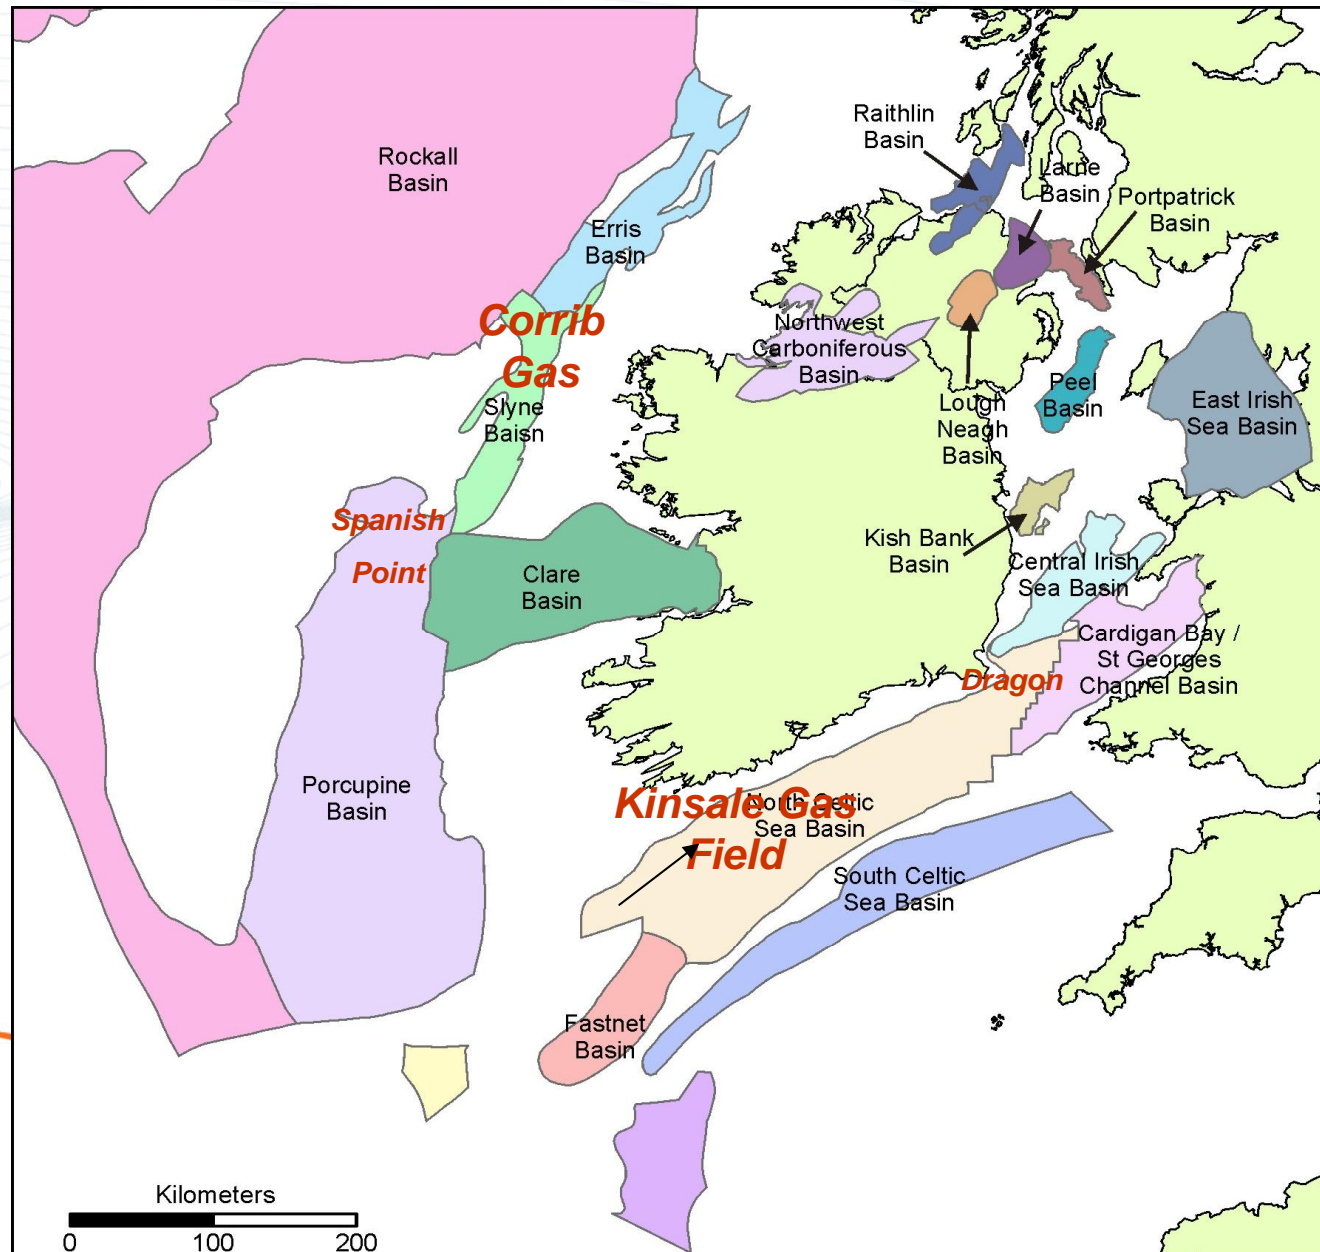 Raithlin
Basin
Rockall
Basin
Larne
Basin
Portpatrick
Basin
Erris
Basin
Corrib
Gas
Northwest
Carboniferous
Basin
Peel
Basin
East Irish
Sea Basin
Lough
Neagh
Basin
Slyne
Baisn
Spanish
Point
Kish Bank
Basin
Central Irish
Sea Basin
Clare
Basin
Cardigan Bay /
St Georges
Channel Basin
Dragon
Porcupine
Basin
Kinsale Gas
Field
North Celtic
Sea Basin
South Celtic
Sea Basin
Fastnet
Basin
Kilometers
0 100 200